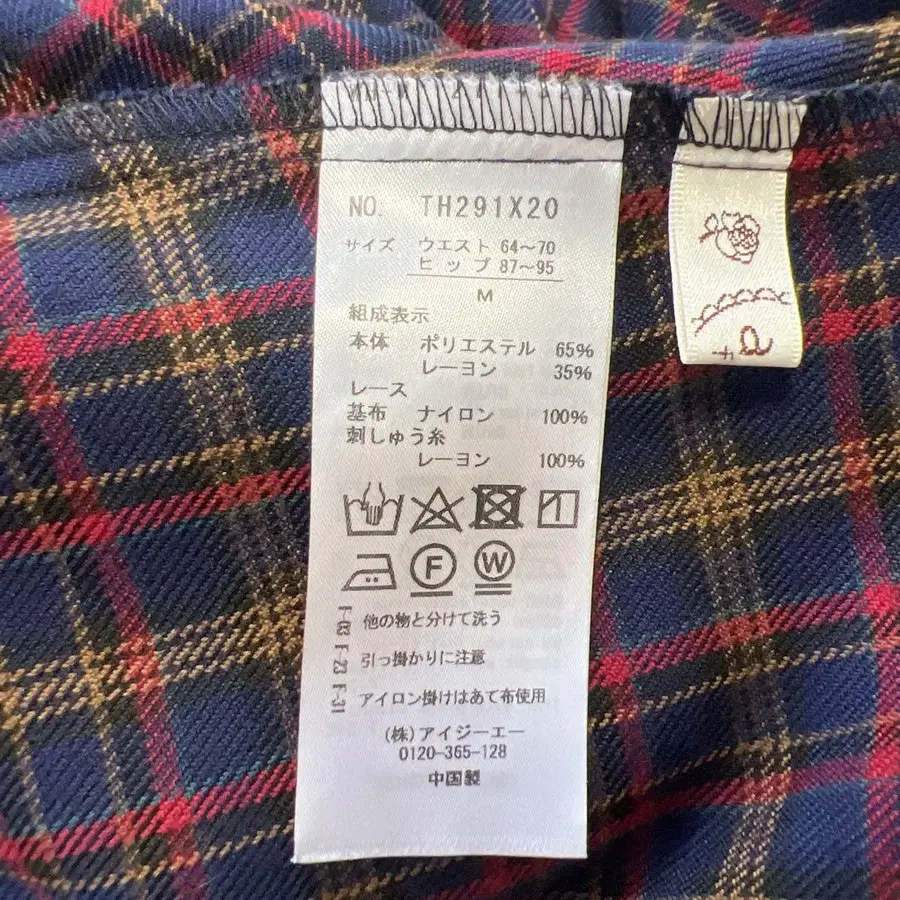 NO. TH291X20
サイズ ウエスト 64～70
ヒップ 87～95
M
組成表示
本体 ポリエステル 65%
レーヨン 35%
レース
基布 ナイロン 100%
刺しゅう糸
レーヨン 100%
1
F W
F-03 他の物と分けて洗う
F-23 引っ掛かりに注意
F-31 アイロン掛けはあて布使用
(株)アイジーエー
0120-365-128
中国製